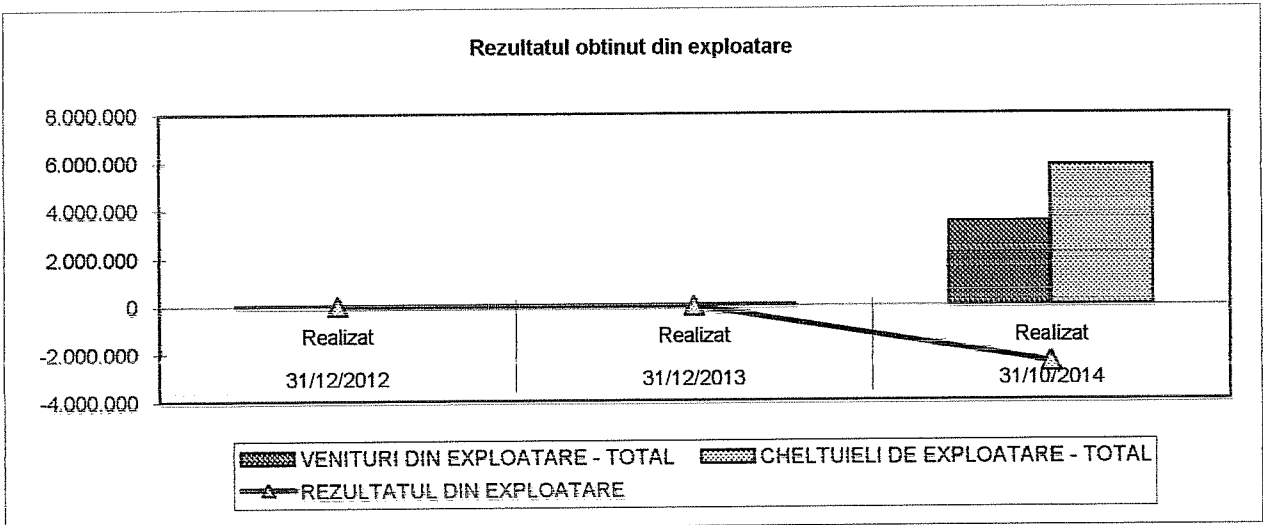 Rezultatul obtinut din exploatare
8.000.000
6.000.000
4.000.000
2.000.000
0
-2.000.000
-4.000.000
Realizat Realizat Realizat
31/12/2012 31/12/2013 31/10/2014
VENITURI DIN EXPLOATARE - TOTAL CHELTUIELI DE EXPLOATARE - TOTAL
REZULTATUL DIN EXPLOATARE